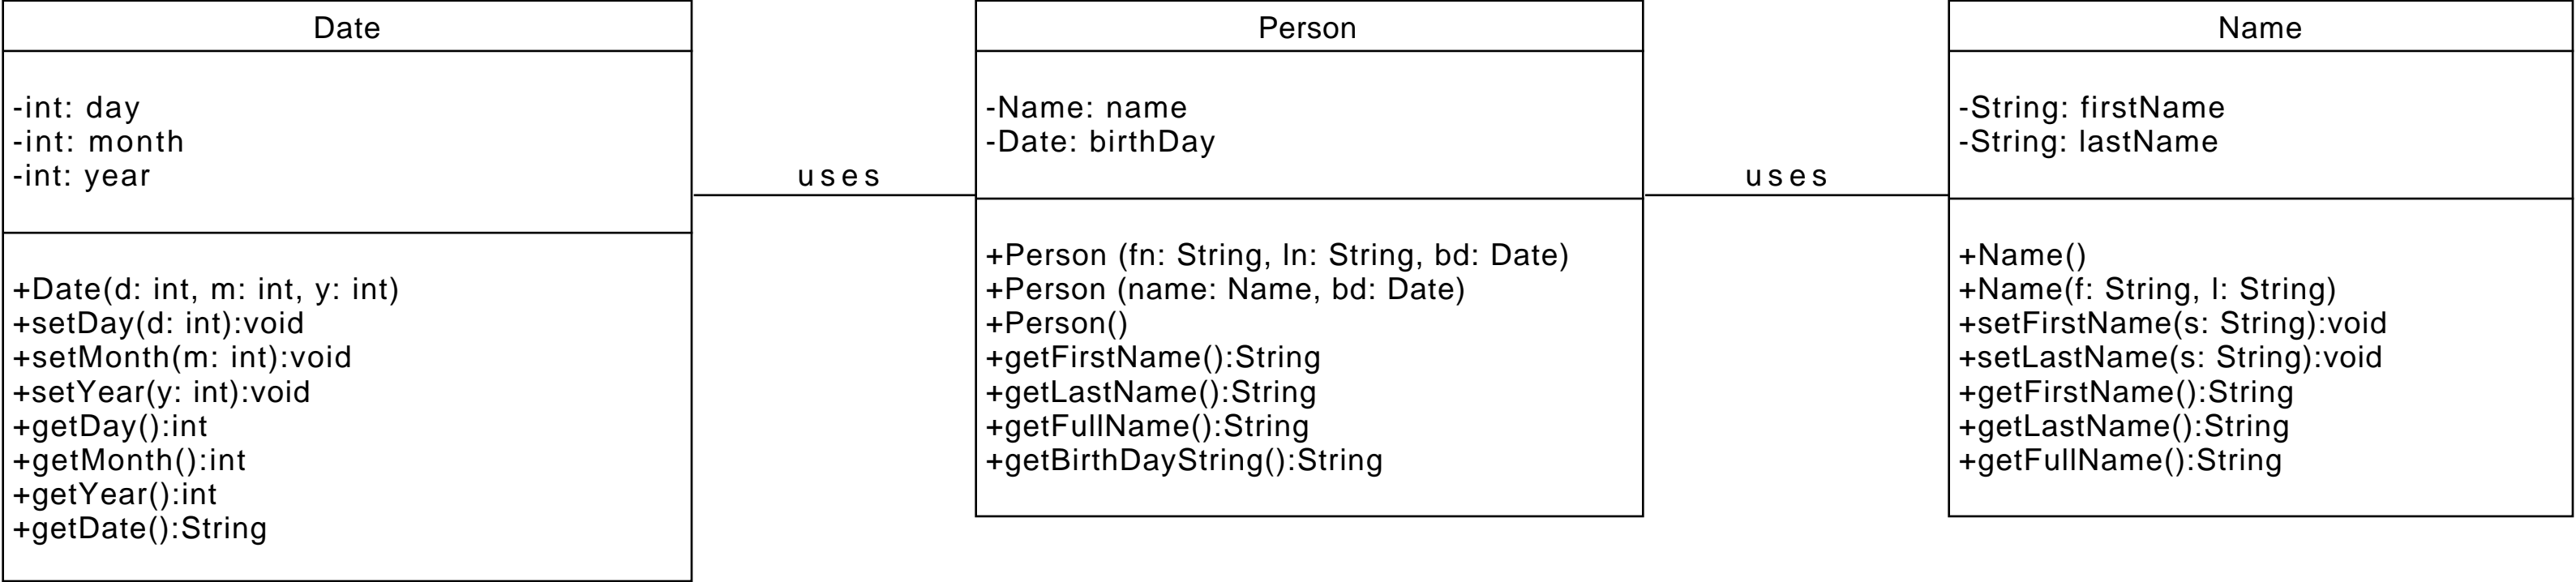 Date
-int: day
-int: month
-int: year
+Date(d: int, m: int, y: int)
+setDay(d: int):void
+setMonth(m: int):void
+setYear(y: int):void
+getDay():int
+getMonth():int
+getYear():int
+getDate():String
uses
Person
-Name: name
-Date: birthDay
+Person (fn: String, ln: String, bd: Date)
+Person (name: Name, bd: Date)
+Person()
+getFirstName():String
+getLastName():String
+getFullName():String
+getBirthDayString():String
uses
Name
-String: firstName
-String: lastName
+Name()
+Name(f: String, l: String)
+setFirstName(s: String):void
+setLastName(s: String):void
+getFirstName():String
+getLastName():String
+getFullName():String